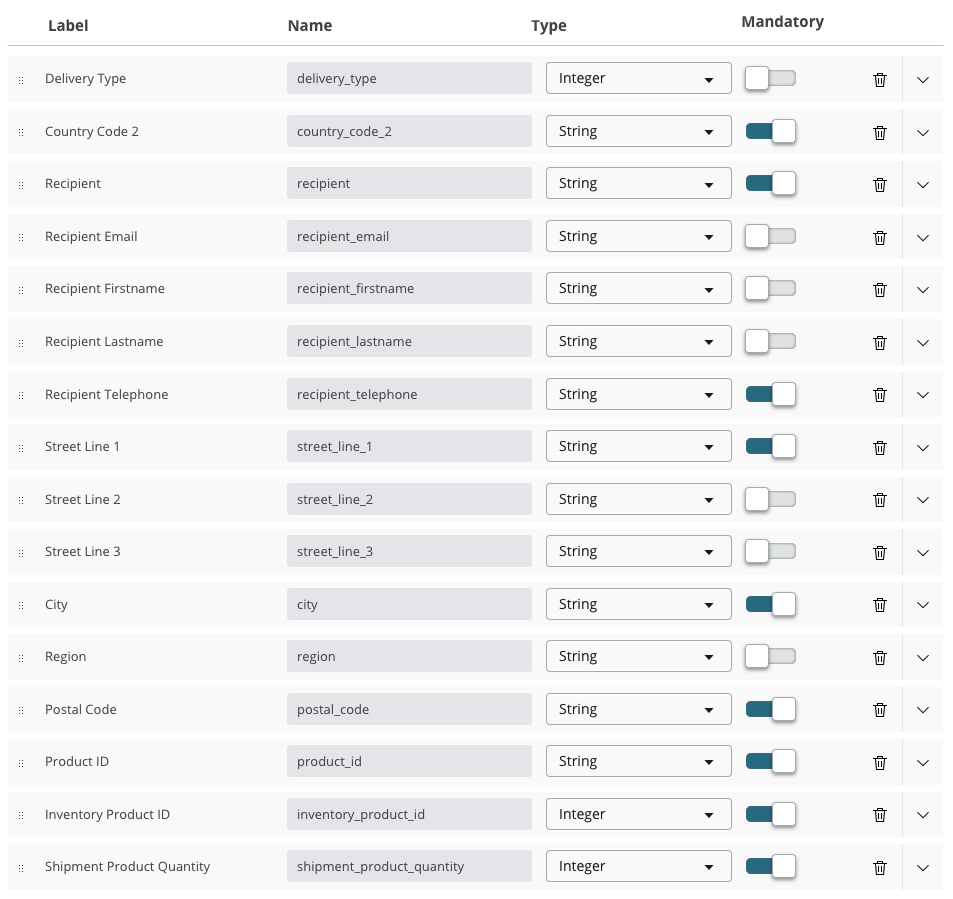 Label Name Type Mandatory
Delivery Type delivery_type Integer
Country Code 2 country_code_2 String
Recipient recipient String
Recipient Email recipient_email String
Recipient Firstname recipient_firstname String
Recipient Lastname recipient_lastname String
Recipient Telephone recipient_telephone String
Street Line 1 street_line_1 String
Street Line 2 street_line_2 String
Street Line 3 street_line_3 String
City city String
Region region String
Postal Code postal_code String
Product ID product_id String
Inventory Product ID inventory_product_id Integer
Shipment Product Quantity shipment_product_quantity Integer